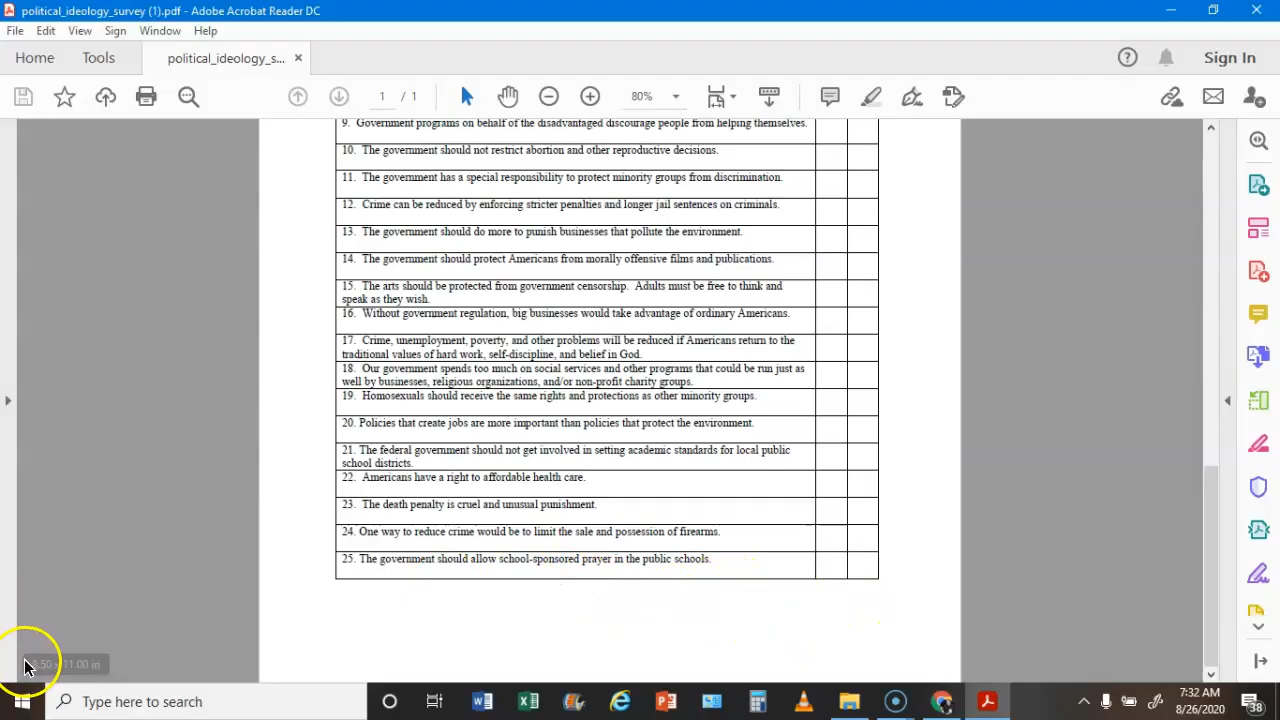 political_ideology_survey (1).pdf - Adobe Acrobat Reader DC
File Edit View Sign Window Help
Home Tools political_ideology_s... Sign In
1 / 1 80%
9. Government programs on behalf of the disadvantaged discourage people from helping themselves.
10. The government should not restrict abortion and other reproductive decisions.
11. The government has a special responsibility to protect minority groups from discrimination.
12. Crime can be reduced by enforcing stricter penalties and longer jail sentences on criminals.
13. The government should do more to punish businesses that pollute the environment.
14. The government should protect Americans from morally offensive films and publications.
15. The arts should be protected from government censorship. Adults must be free to think and
speak as they wish.
16. Without government regulation, big businesses would take advantage of ordinary Americans.
17. Crime, unemployment, poverty, and other problems will be reduced if Americans return to the
traditional values of hard work, self-discipline, and belief in God.
18. Our government spends too much on social services and other programs that could be run just as
well by businesses, religious organizations, and/or non-profit charity groups.
19. Homosexuals should receive the same rights and protections as other minority groups.
20. Policies that create jobs are more important than policies that protect the environment.
21. The federal government should not get involved in setting academic standards for local public
school districts.
22. Americans have a right to affordable health care.
23. The death penalty is cruel and unusual punishment.
24. One way to reduce crime would be to limit the sale and possession of firearms.
25. The government should allow school-sponsored prayer in the public schools.
8.50 x 11.00 in
Type here to search
7:32 AM
8/26/2020
38